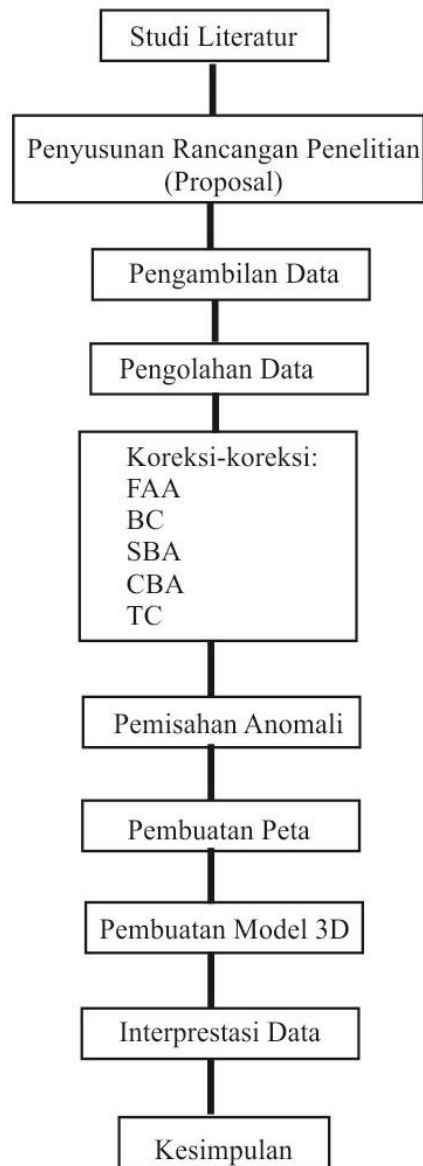 Studi Literatur
Penyusunan Rancangan Penelitian
(Proposal)
Pengambilan Data
Pengolahan Data
Koreksi-koreksi:
FAA
BC
SBA
CBA
TC
Pemisahan Anomali
Pembuatan Peta
Pembuatan Model 3D
Interprestasi Data
Kesimpulan